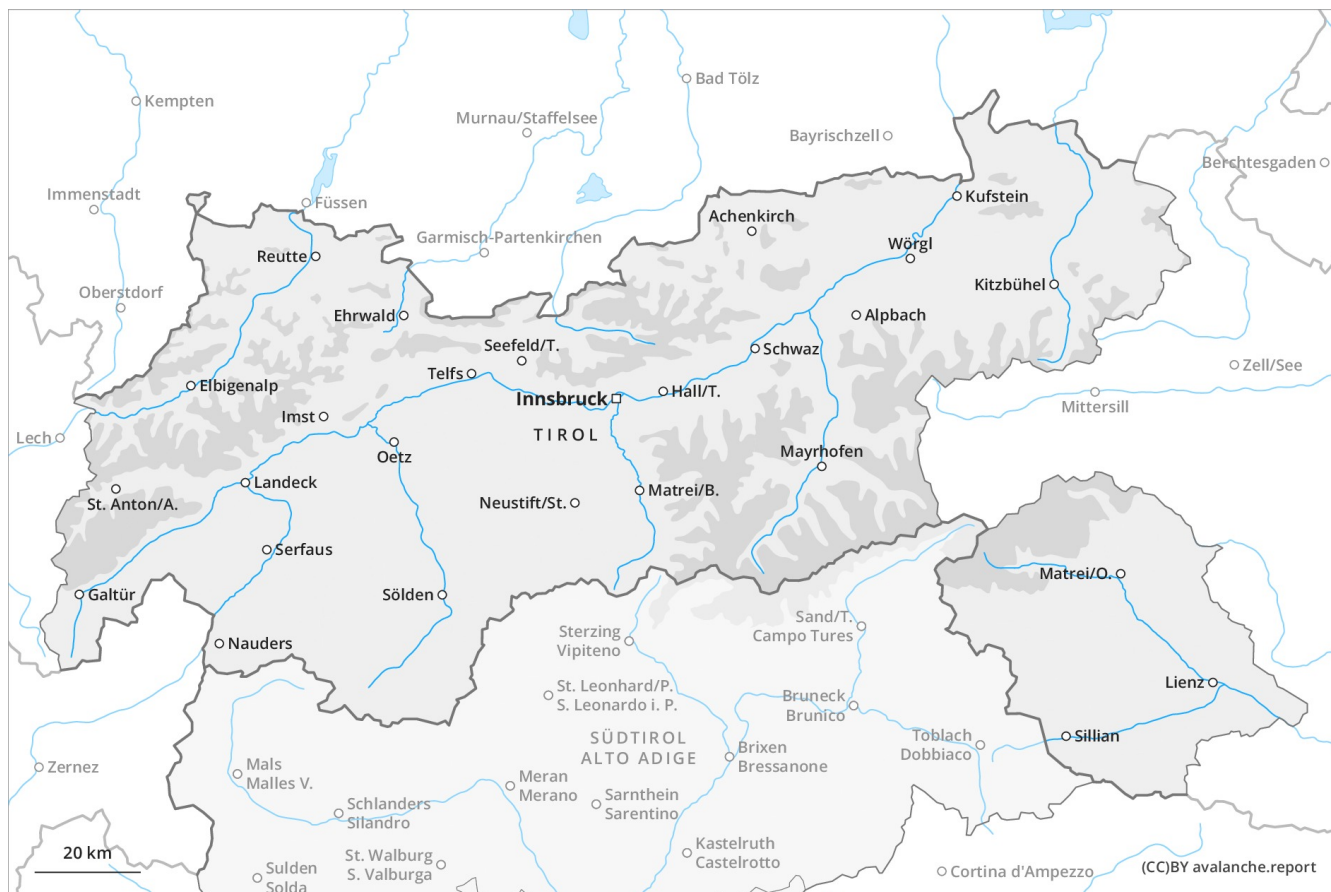 Kempten
Bad Tölz
Murnau/Staffelsee
Bayrischzell
Berchtesgaden
Immenstadt
Füssen
Kufstein
Achenkirch
Garmisch-Partenkirchen
Wörgl
Reutte
Oberstdorf
Kitzbühel
Ehrwald
Alpbach
Seefeld/T.
Schwaz
Zell/See
Telfs
Elbigenalp
Innsbruck
Hall/T.
Mittersill
Imst
TIROL
Lech
Oetz
Mayrhofen
Landeck
St. Anton/A.
Neustift/St.
Matrei/B.
Serfaus
Matrei/O.
Galtür
Sölden
Sand/T.
Campo Tures
Sterzing
Vipiteno
Nauders
Lienz
St. Leonhard/P.
S. Leonardo i. P.
Bruneck
Brunico
SÜDTIROL
ALTO ADIGE
Toblach
Dobbiaco
Sillian
Brixen
Bressanone
Zernez
Mals
Malles V.
Meran
Merano
Schlanders
Silandro
Sarnthein
Sarentino
20 km
St. Walburg
S. Valburga
Kastelruth
Castelrotto
Sulden
Solda
Cortina d'Ampezzo
(CC)BY avalanche.report